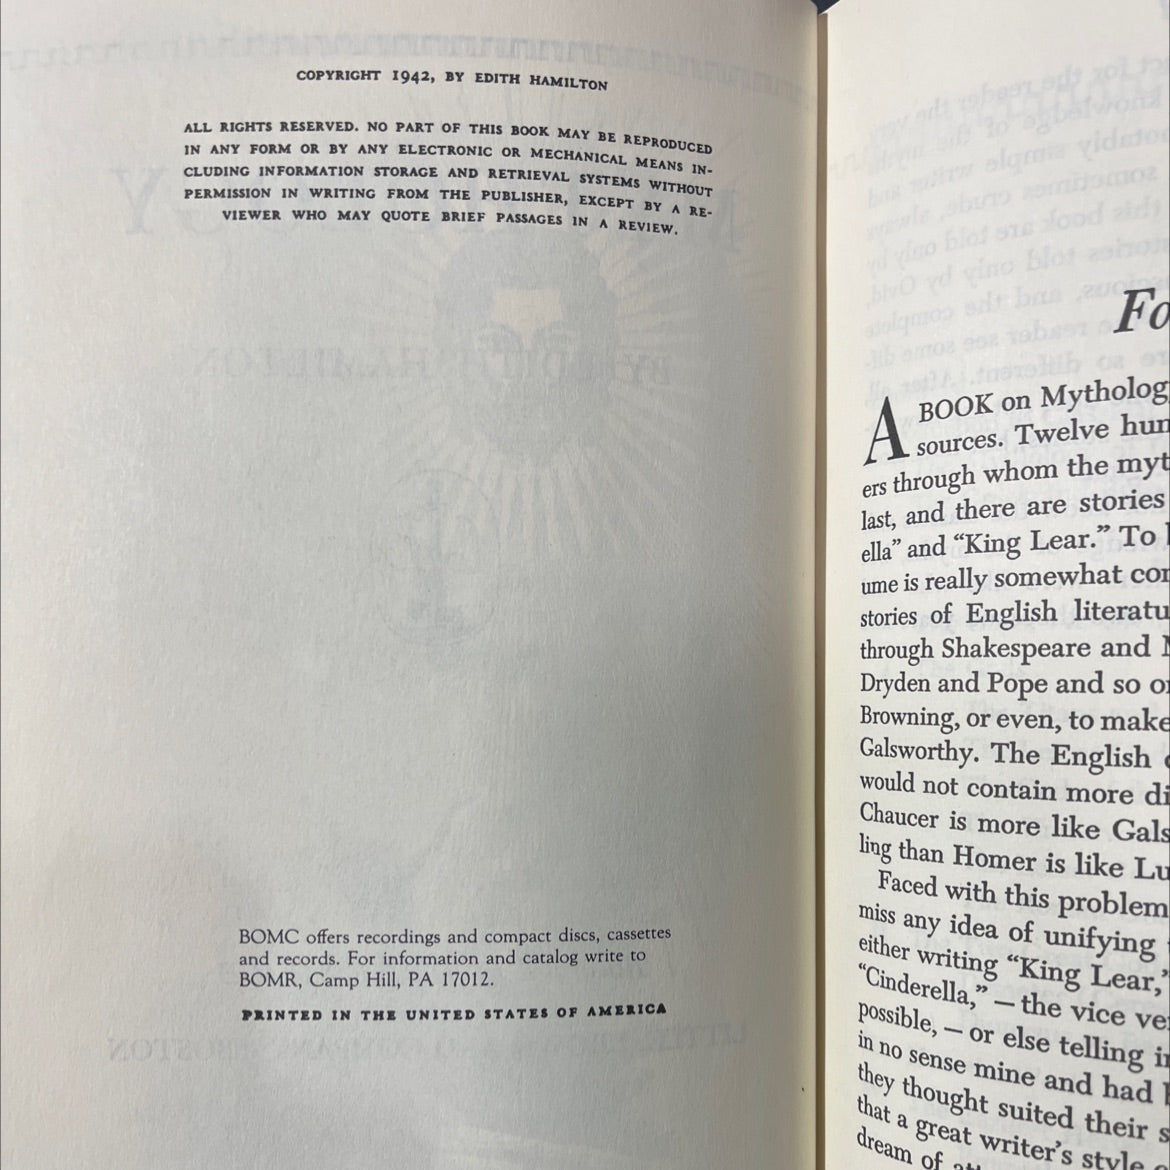 COPYRIGHT 1942, BY EDITH HAMILTON
ALL RIGHTS RESERVED. NO PART OF THIS BOOK MAY BE REPRODUCED
IN ANY FORM OR BY ANY ELECTRONIC OR MECHANICAL MEANS IN-
CLUDING INFORMATION STORAGE AND RETRIEVAL SYSTEMS WITHOUT
PERMISSION IN WRITING FROM THE PUBLISHER, EXCEPT BY A RE-
VIEWER WHO MAY QUOTE BRIEF PASSAGES IN A REVIEW.
BOMC offers recordings and compact discs, cassettes
and records. For information and catalog write to
BOMR, Camp Hill, PA 17012.
PRINTED IN THE UNITED STATES OF AMERICA
Fo
A BOOK on Mytholog
sources. Twelve hun
ers through whom the myt
last, and there are stories
ella" and "King Lear." To
ume is really somewhat cor
stories of English literatu
through Shakespeare and
Dryden and Pope and so o
Browning, or even, to make
Galsworthy. The English
would not contain more di
Chaucer is more like Gals
ling than Homer is like Lu
Faced with this problem
miss any idea of unifying
either writing "King Lear,"
"Cinderella," — the vice ve
possible, — or else telling i
in no sense mine and had
they thought suited their s
that a great writer's style
dream of